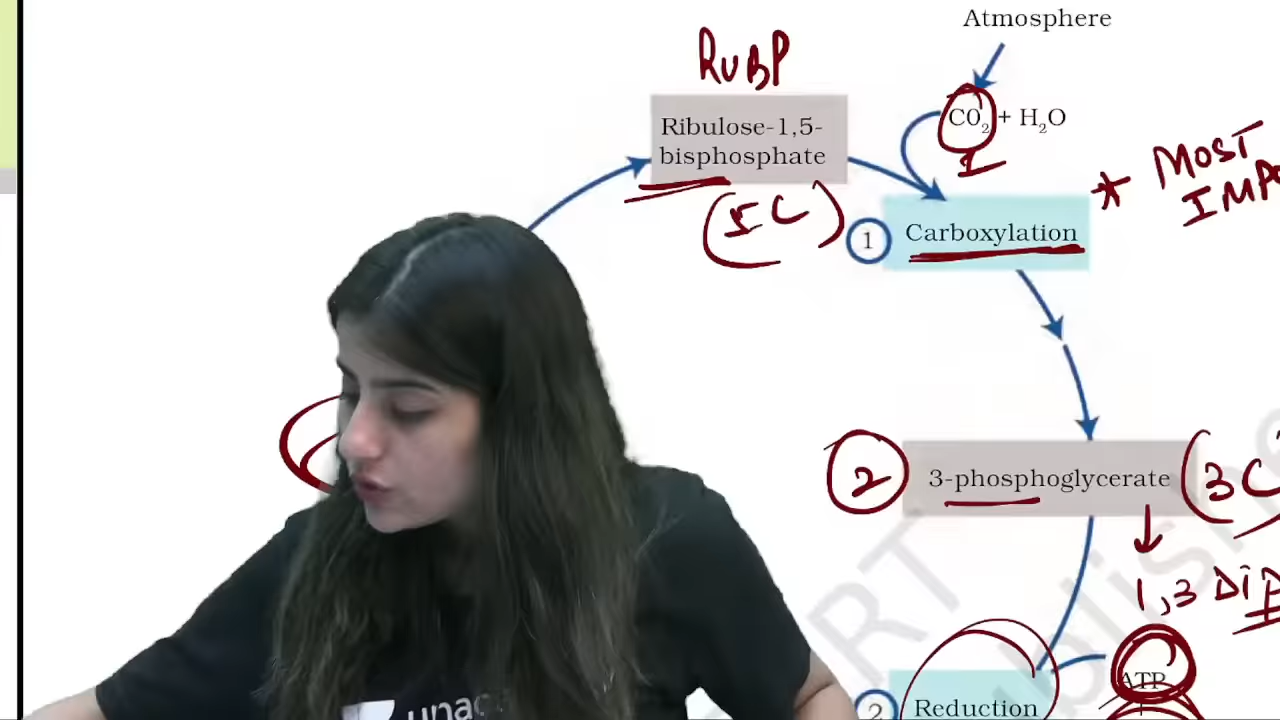 Atmosphere
RUBP
CO₂ + H₂O
Ribulose-1,5-
bisphosphate
* MOST
(5C)
1 Carboxylation
2 3-phosphoglycerate (3C
1,3
ATP
2 Reduction